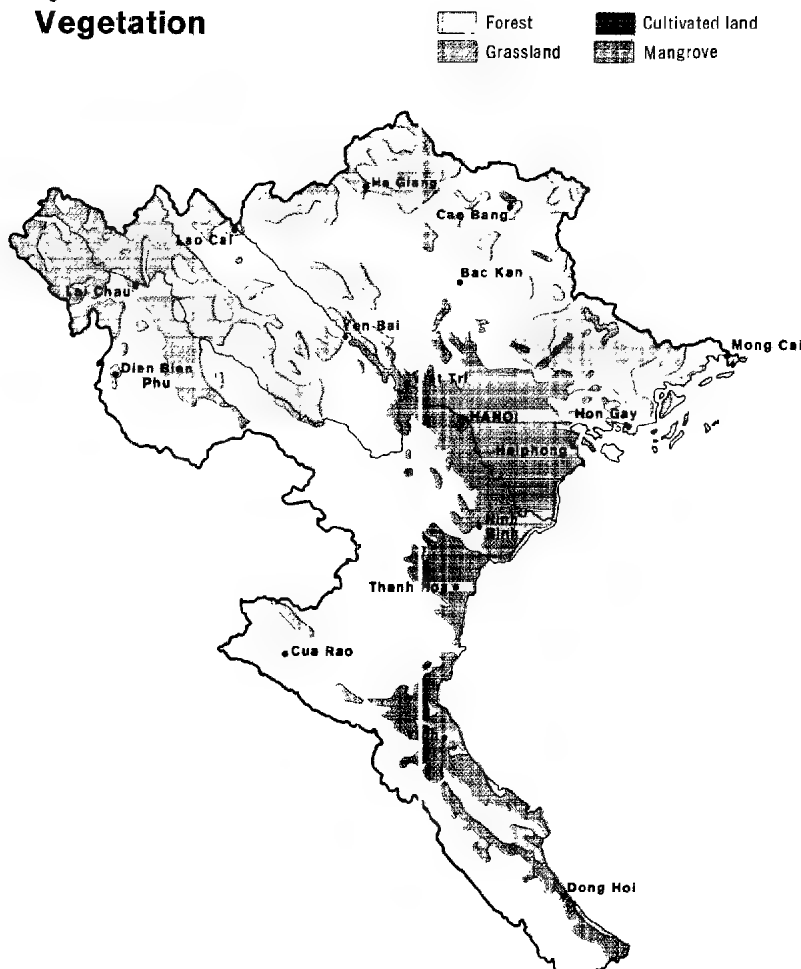 Vegetation
Forest
Cultivated land
Grassland
Mangrove
Ha Giang
Cao Bang
Lao Cai
Bac Kan
Lai Chau
Yen Bai
Mong Cai
Dien Bien
Phu
Tri
Hon Gay
HANOI
Haiphong
Ninh
Binh
Thanh Hoa
Cua Rao
Dong Hoi